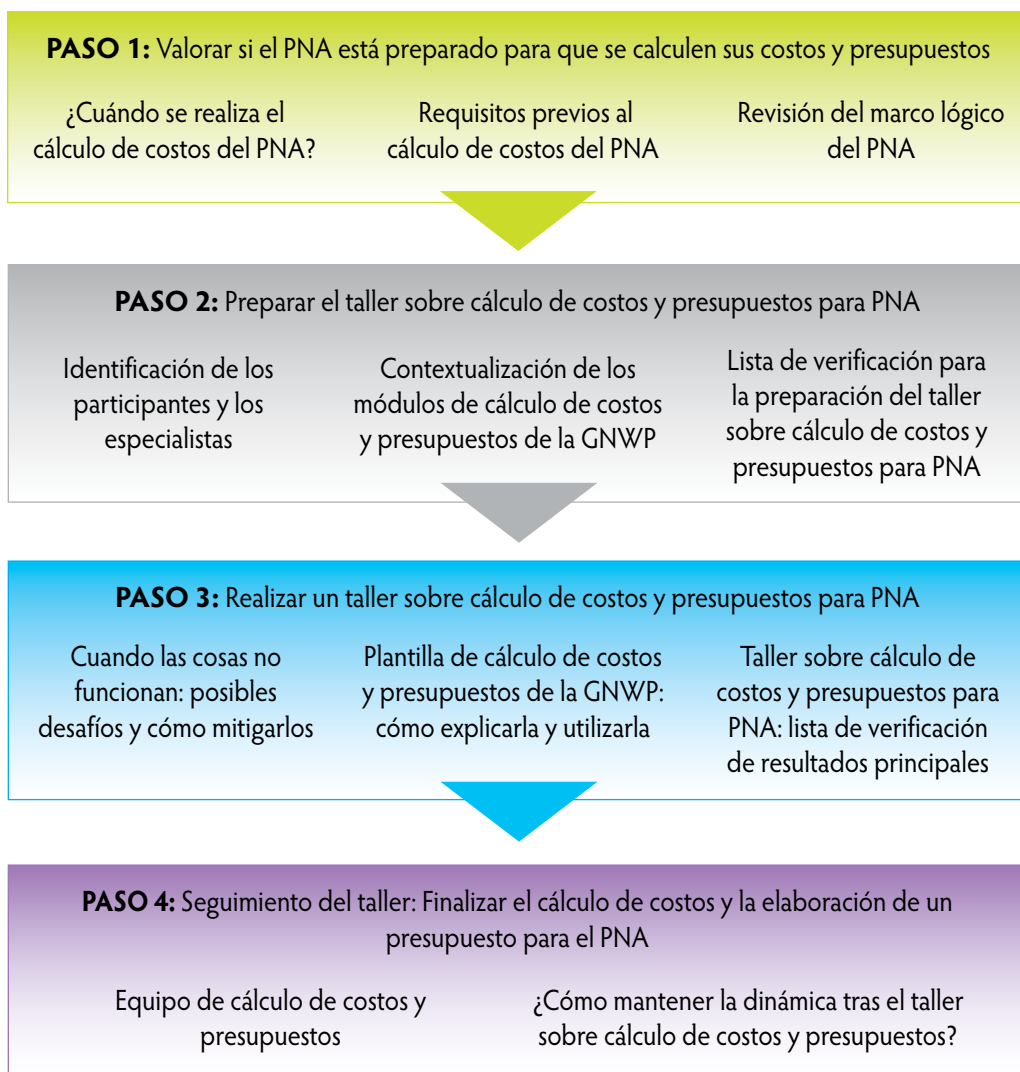 PASO 1: Valorar si el PNA está preparado para que se calculen sus costos y presupuestos
¿Cuándo se realiza el
cálculo de costos del PNA?
Requisitos previos al
cálculo de costos del PNA
Revisión del marco lógico
del PNA
PASO 2: Preparar el taller sobre cálculo de costos y presupuestos para PNA
Identificación de los
participantes y los
especialistas
Contextualización de los
módulos de cálculo de costos
y presupuestos de la GNWP
Lista de verificación para
la preparación del taller
sobre cálculo de costos y
presupuestos para PNA
PASO 3: Realizar un taller sobre cálculo de costos y presupuestos para PNA
Cuando las cosas no
funcionan: posibles
desafíos y cómo mitigarlos
Plantilla de cálculo de costos
y presupuestos de la GNWP:
cómo explicarla y utilizarla
Taller sobre cálculo de
costos y presupuestos para
PNA: lista de verificación
de resultados principales
PASO 4: Seguimiento del taller: Finalizar el cálculo de costos y la elaboración de un
presupuesto para el PNA
Equipo de cálculo de costos y
presupuestos
¿Cómo mantener la dinámica tras el taller
sobre cálculo de costos y presupuestos?